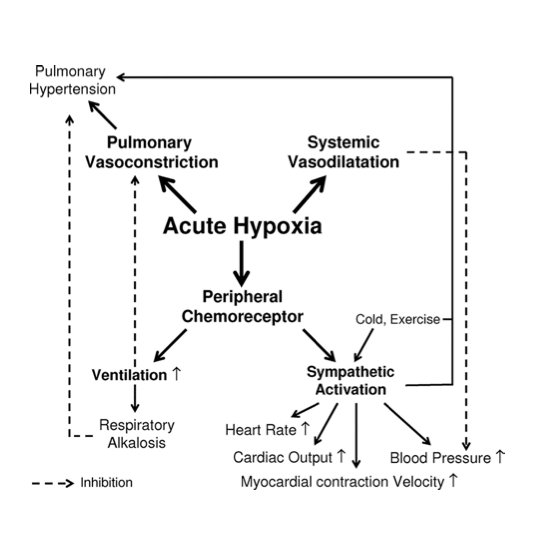 Pulmonary
Hypertension
Pulmonary
Vasoconstriction
Systemic
Vasodilatation
Acute Hypoxia
Peripheral
Chemoreceptor
Cold, Exercise
Ventilation ↑
Sympathetic
Activation
Respiratory
Alkalosis
Heart Rate ↑
Cardiac Output ↑
Blood Pressure ↑
Myocardial contraction Velocity ↑
Inhibition